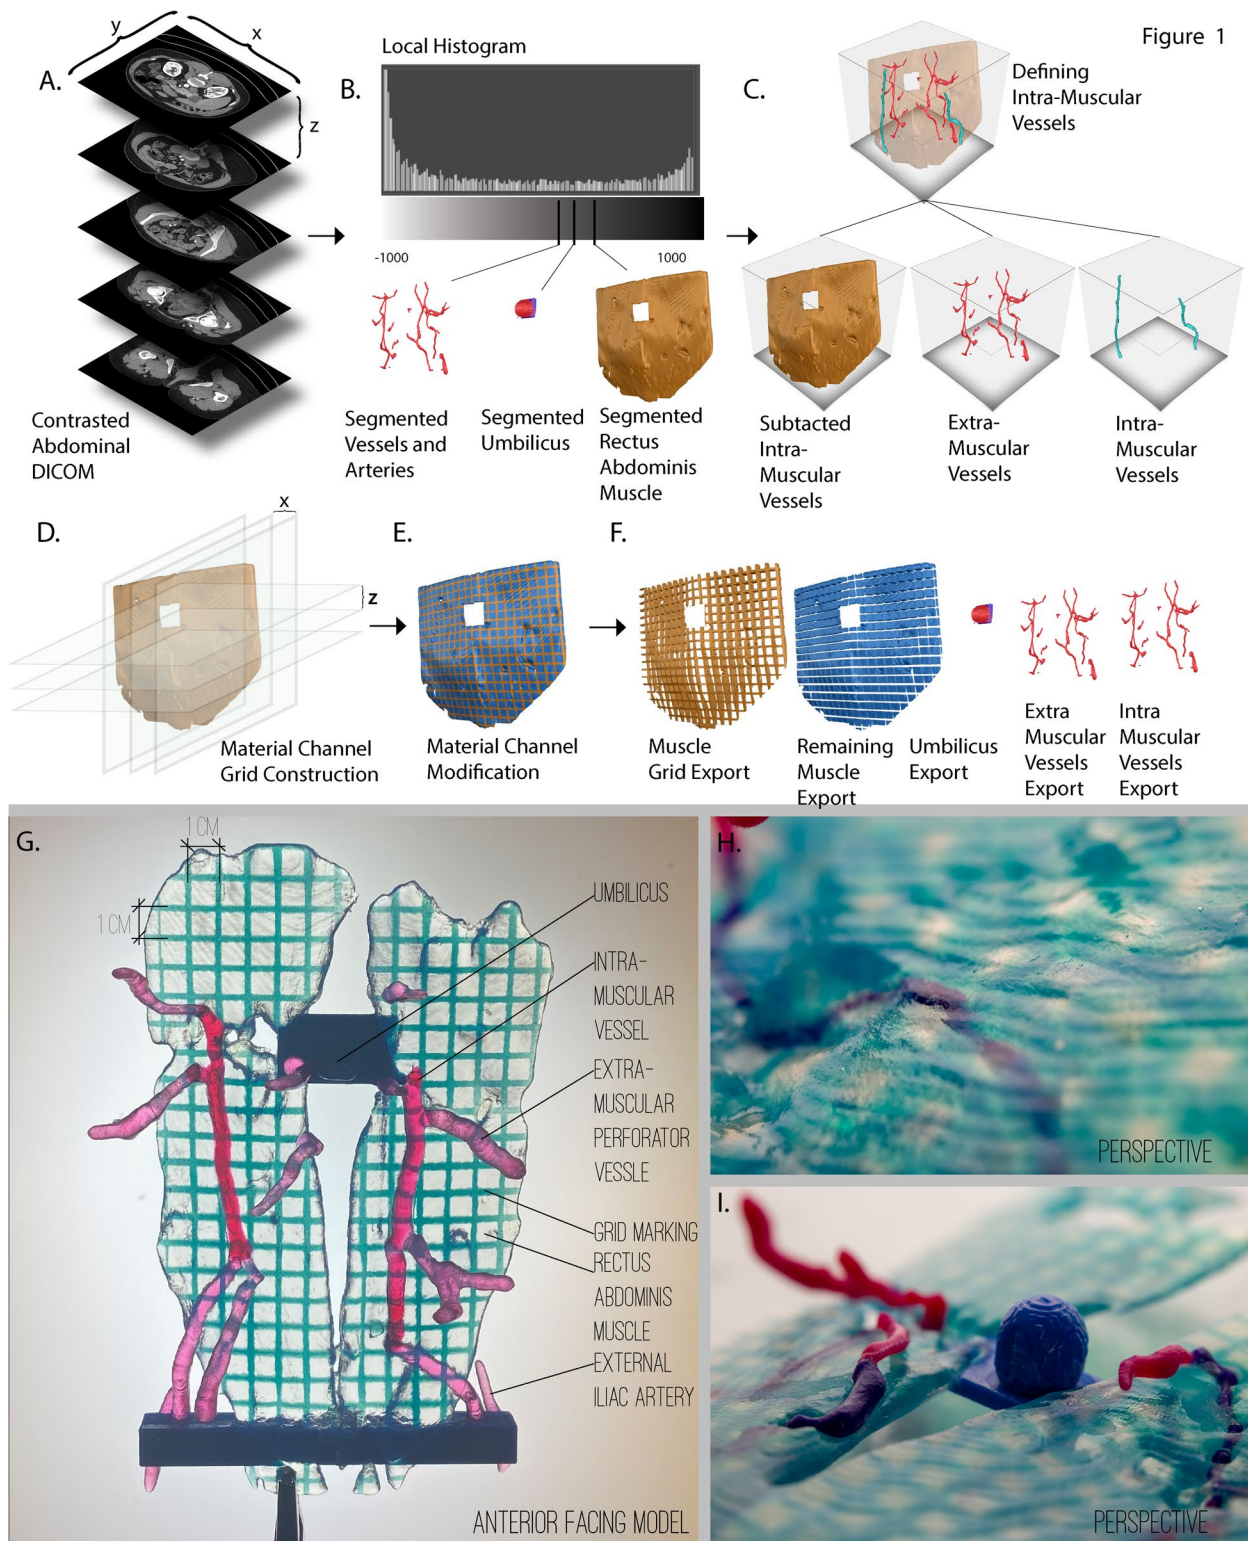 Figure 1
A.
y
x
z
Contrasted
Abdominal
DICOM
B.
Local Histogram
-1000
1000
Segmented
Vessels and
Arteries
Segmented
Umbilicus
Segmented
Rectus
Abdominis
Muscle
C.
Defining
Intra-Muscular
Vessels
Subtacted
Intra-
Muscular
Vessels
Extra-
Muscular
Vessels
Intra-
Muscular
Vessels
D.
x
z
Material Channel
Grid Construction
E.
Material Channel
Modification
F.
Muscle
Grid Export
Remaining
Muscle
Export
Umbilicus
Export
Extra
Muscular
Vessels
Export
Intra
Muscular
Vessels
Export
G.
1 CM
1 CM
UMBILICUS
INTRA-
MUSCULAR
VESSEL
EXTRA-
MUSCULAR
PERFORATOR
VESSLE
GRID MARKING
RECTUS
ABDOMINIS
MUSCLE
EXTERNAL
ILIAC ARTERY
ANTERIOR FACING MODEL
H.
PERSPECTIVE
I.
PERSPECTIVE